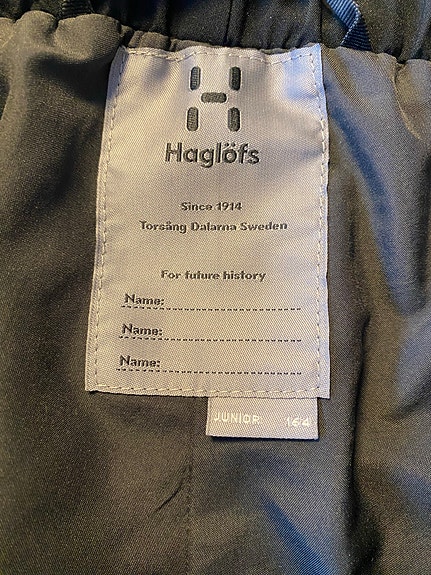 Haglöfs
Since 1914
Torsång Dalarna Sweden
For future history
Name:
Name:
Name:
JUNIOR 164